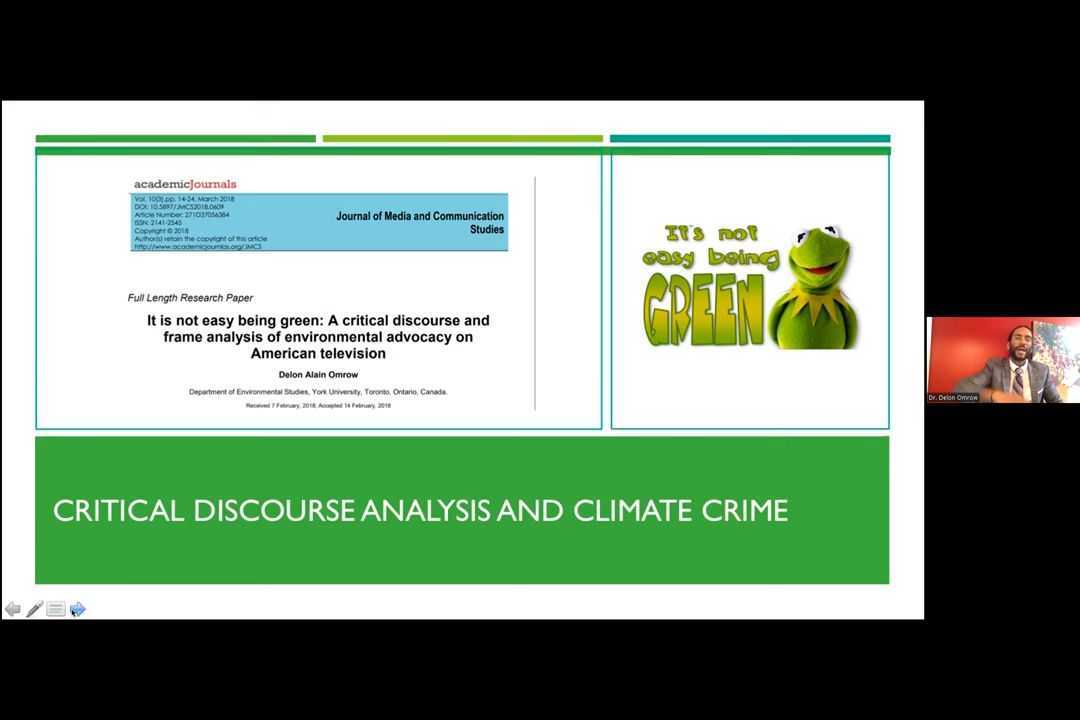 academicJournals
Vol. 10(3),pp. 14-24, March 2018
DOI: 10.5897/JMCS2018.0609
Article Number: 271D37056384
ISSN: 2141-2545
Copyright © 2018
Author(s) retain the copyright of this article
http://www.academicjournlas.org/JMCS
Journal of Media and Communication
Studies
Full Length Research Paper
It is not easy being green: A critical discourse and
frame analysis of environmental advocacy on
American television
Delon Alain Omrow
Department of Environmental Studies, York University, Toronto, Ontario, Canada.
Received 7 February, 2018; Accepted 14 February, 2018
It's not
easy being
GREEN
CRITICAL DISCOURSE ANALYSIS AND CLIMATE CRIME
Dr. Delon Omrow